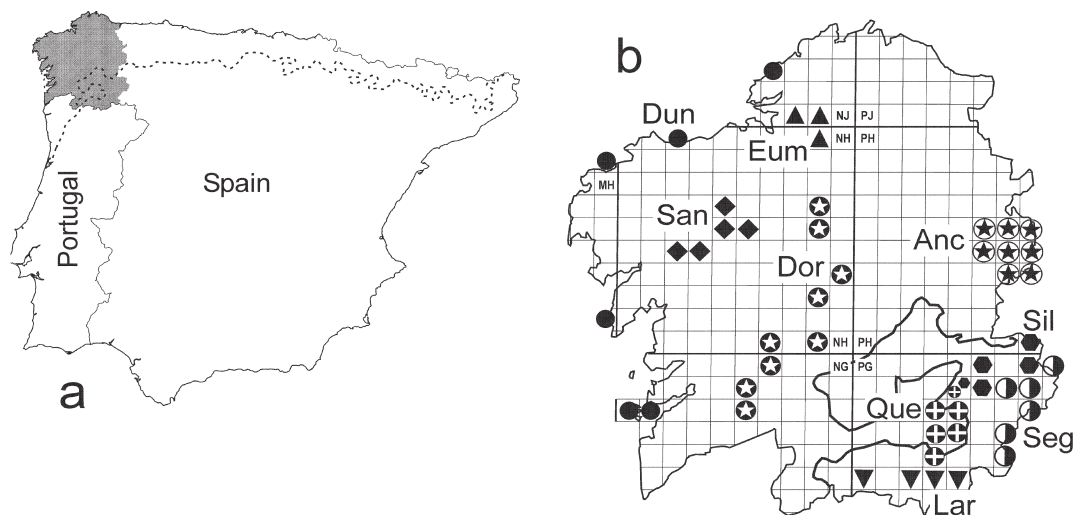 Portugal
Spain
a
b
Dun
NJ PJ
Eum
NH PH
MH
San
Anc
Dor
Sil
NH PH
NG PG
Que
Seg
Lar